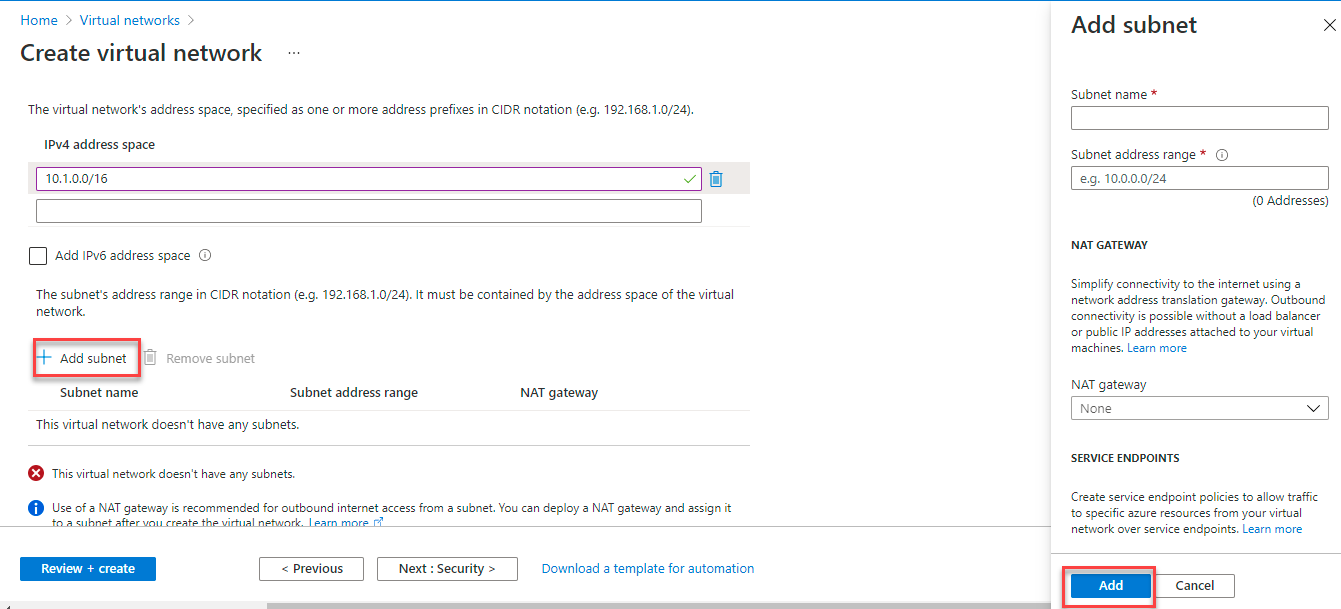 Home > Virtual networks >
Create virtual network ...
The virtual network's address space, specified as one or more address prefixes in CIDR notation (e.g. 192.168.1.0/24).
IPv4 address space
10.1.0.0/16
Add IPv6 address space
The subnet's address range in CIDR notation (e.g. 192.168.1.0/24). It must be contained by the address space of the virtual
network.
+ Add subnet Remove subnet
Subnet name Subnet address range NAT gateway
This virtual network doesn't have any subnets.
This virtual network doesn't have any subnets.
Use of a NAT gateway is recommended for outbound internet access from a subnet. You can deploy a NAT gateway and assign it
to a subnet after you create the virtual network. Learn more
Review + create < Previous Next : Security > Download a template for automation
Add subnet
Subnet name *
Subnet address range *
e.g. 10.0.0.0/24
(0 Addresses)
NAT GATEWAY
Simplify connectivity to the internet using a
network address translation gateway. Outbound
connectivity is possible without a load balancer
or public IP addresses attached to your virtual
machines. Learn more
NAT gateway
None
SERVICE ENDPOINTS
Create service endpoint policies to allow traffic
to specific azure resources from your virtual
network over service endpoints. Learn more
Add Cancel